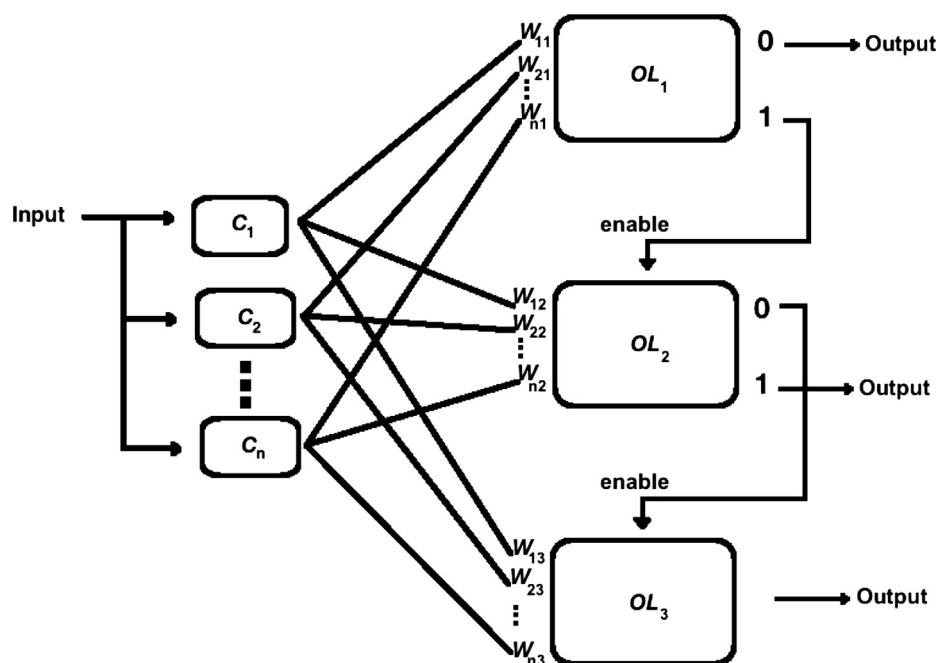 W11
W21
Wn1
OL1
0
Output
1
Input
C1
enable
C2
W12
W22
Wn2
OL2
0
1
Output
Cn
enable
W13
W23
Wn3
OL3
Output